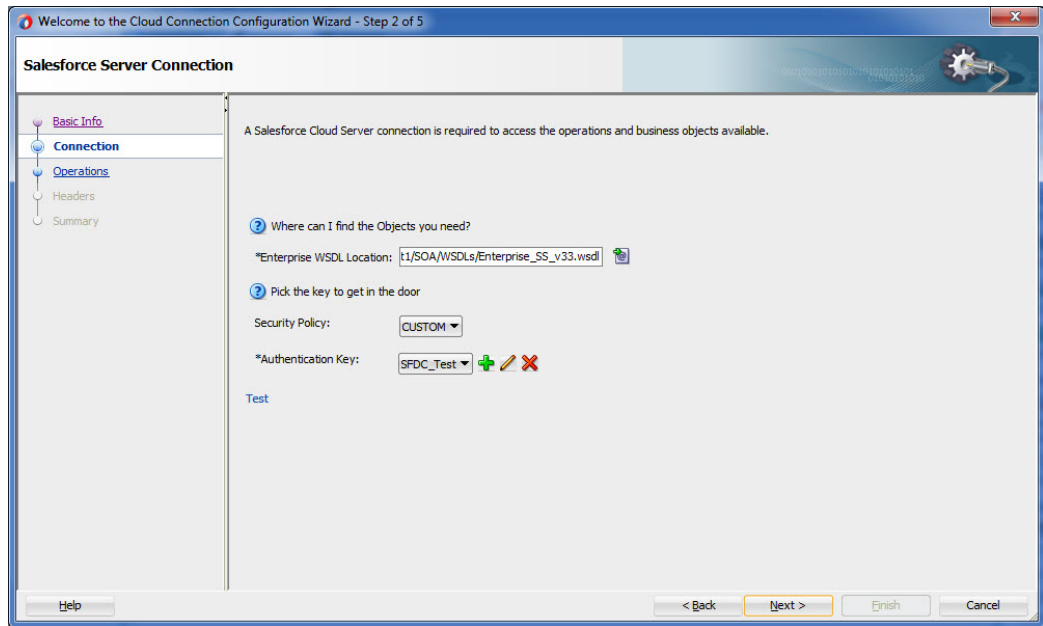 Welcome to the Cloud Connection Configuration Wizard - Step 2 of 5
Salesforce Server Connection
Basic Info
Connection
Operations
Headers
Summary
A Salesforce Cloud Server connection is required to access the operations and business objects available.
Where can I find the Objects you need?
*Enterprise WSDL Location: t1/SOA/WSDLs/Enterprise_SS_v33.wsdl
Pick the key to get in the door
Security Policy: CUSTOM
*Authentication Key: SFDC_Test
Test
Help < Back Next > Finish Cancel